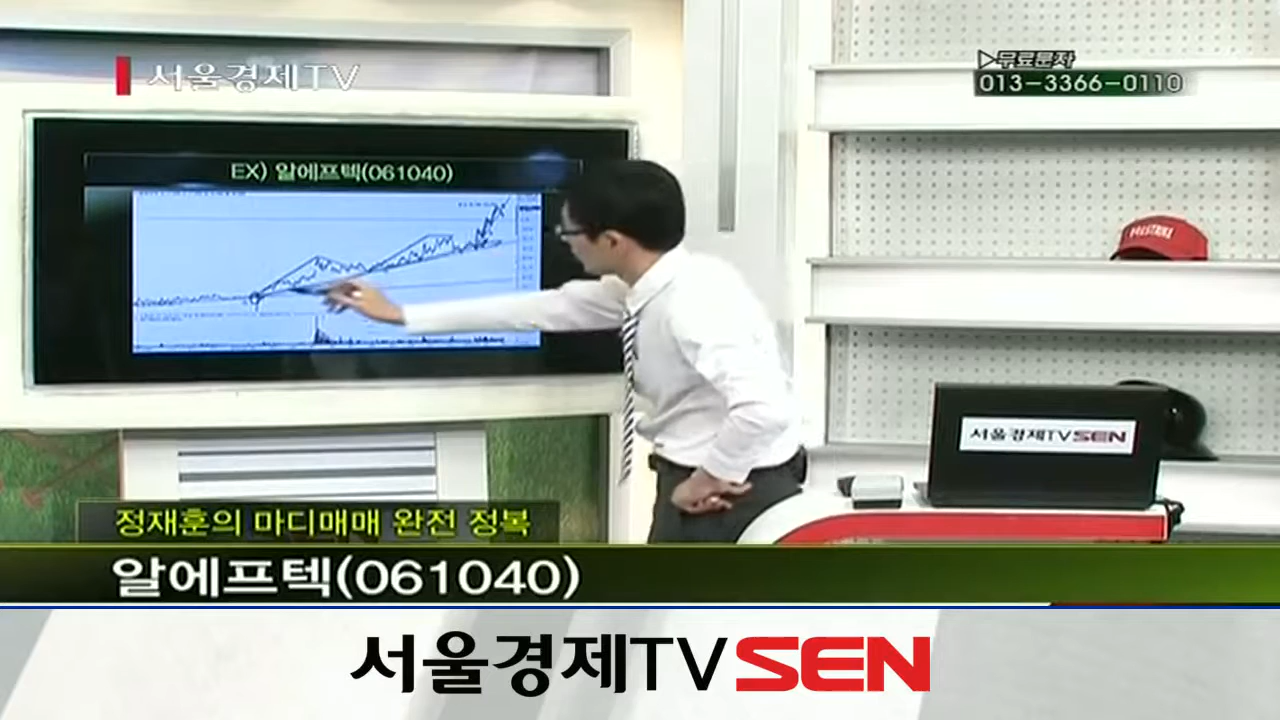 서울경제TV
▷무료문자
013-3366-0110
EX) 알에프텍(061040)
서울경제TV SEN
정재훈의 마디매매 완전 정복
알에프텍(061040)
서울경제TV SEN